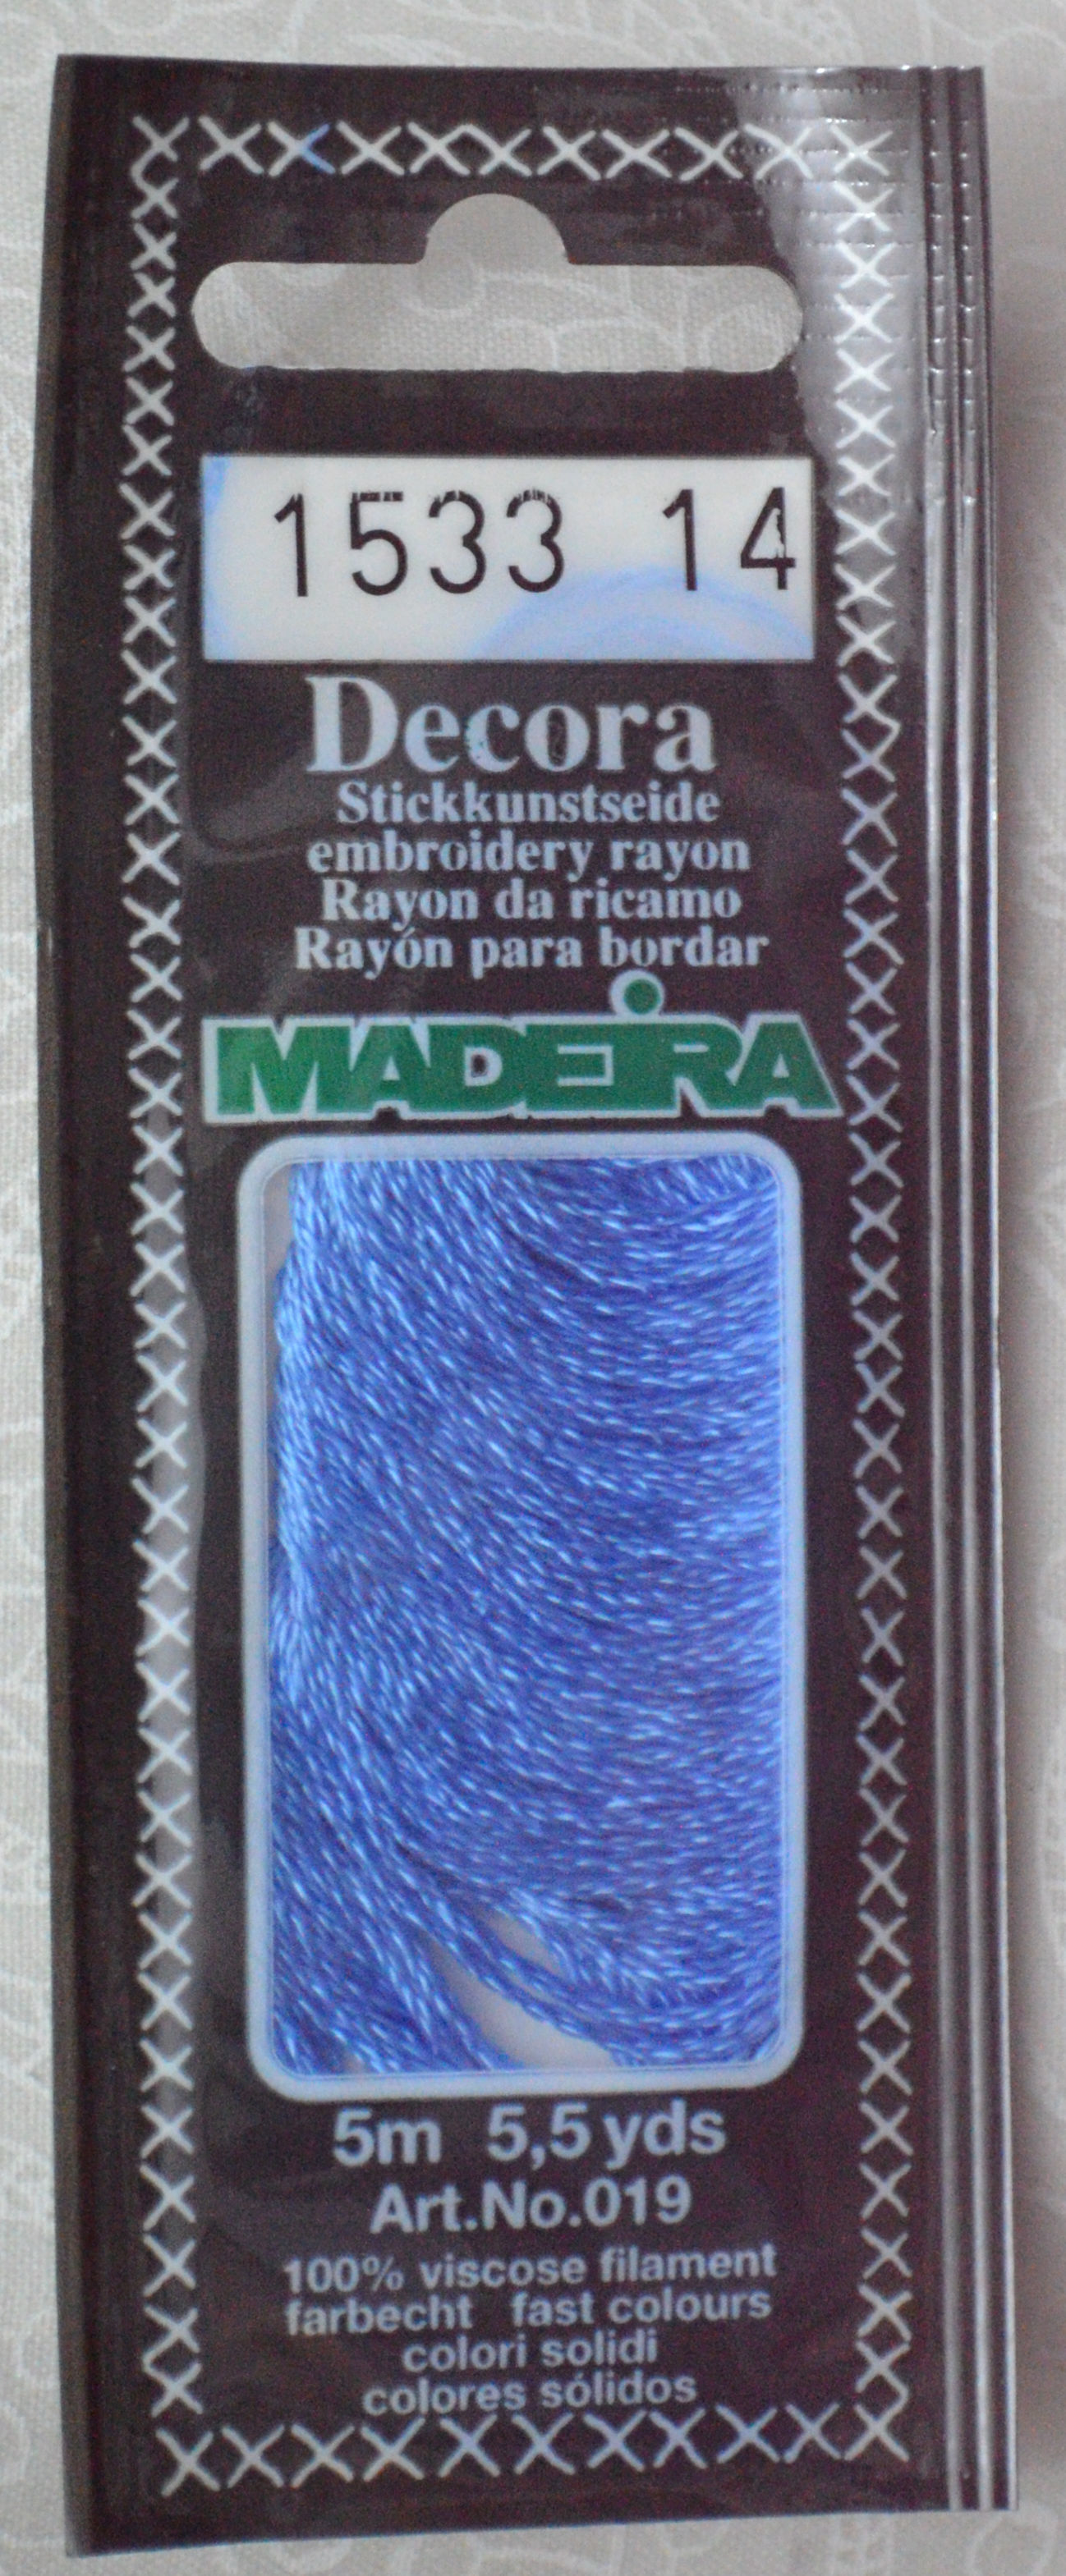 1533 14
Decora
Stickkunstseide
embroidery rayon
Rayon da ricamo
Rayón para bordar
MADEIRA
5m 5,5 yds
Art.No.019
100% viscose filament
farbecht fast colours
colori solidi
colores sólidos